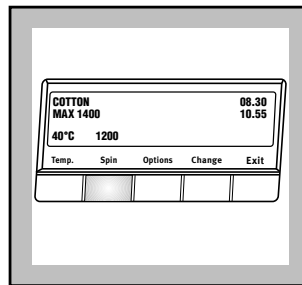 COTTON 08.30
MAX 1400 10.55
40°C 1200
Temp. Spin Options Change Exit